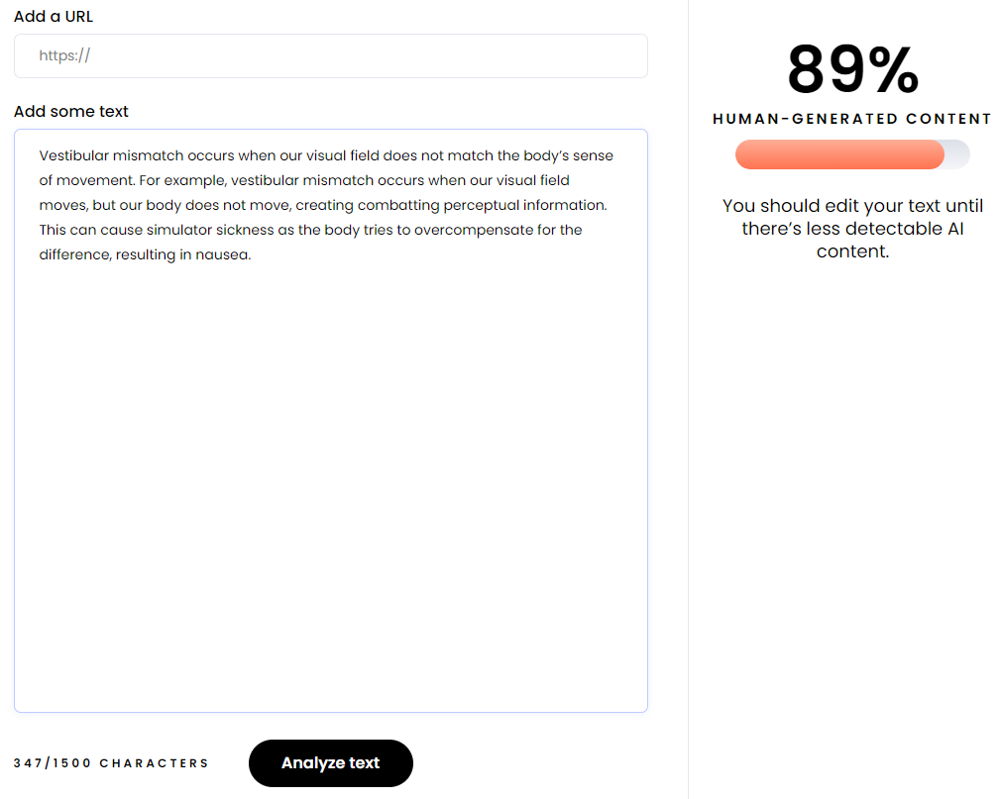 Add a URL
https://
Add some text
Vestibular mismatch occurs when our visual field does not match the body’s sense
of movement. For example, vestibular mismatch occurs when our visual field
moves, but our body does not move, creating combatting perceptual information.
This can cause simulator sickness as the body tries to overcompensate for the
difference, resulting in nausea.
347/1500 CHARACTERS
Analyze text
89%
HUMAN-GENERATED CONTENT
You should edit your text until
there’s less detectable AI
content.